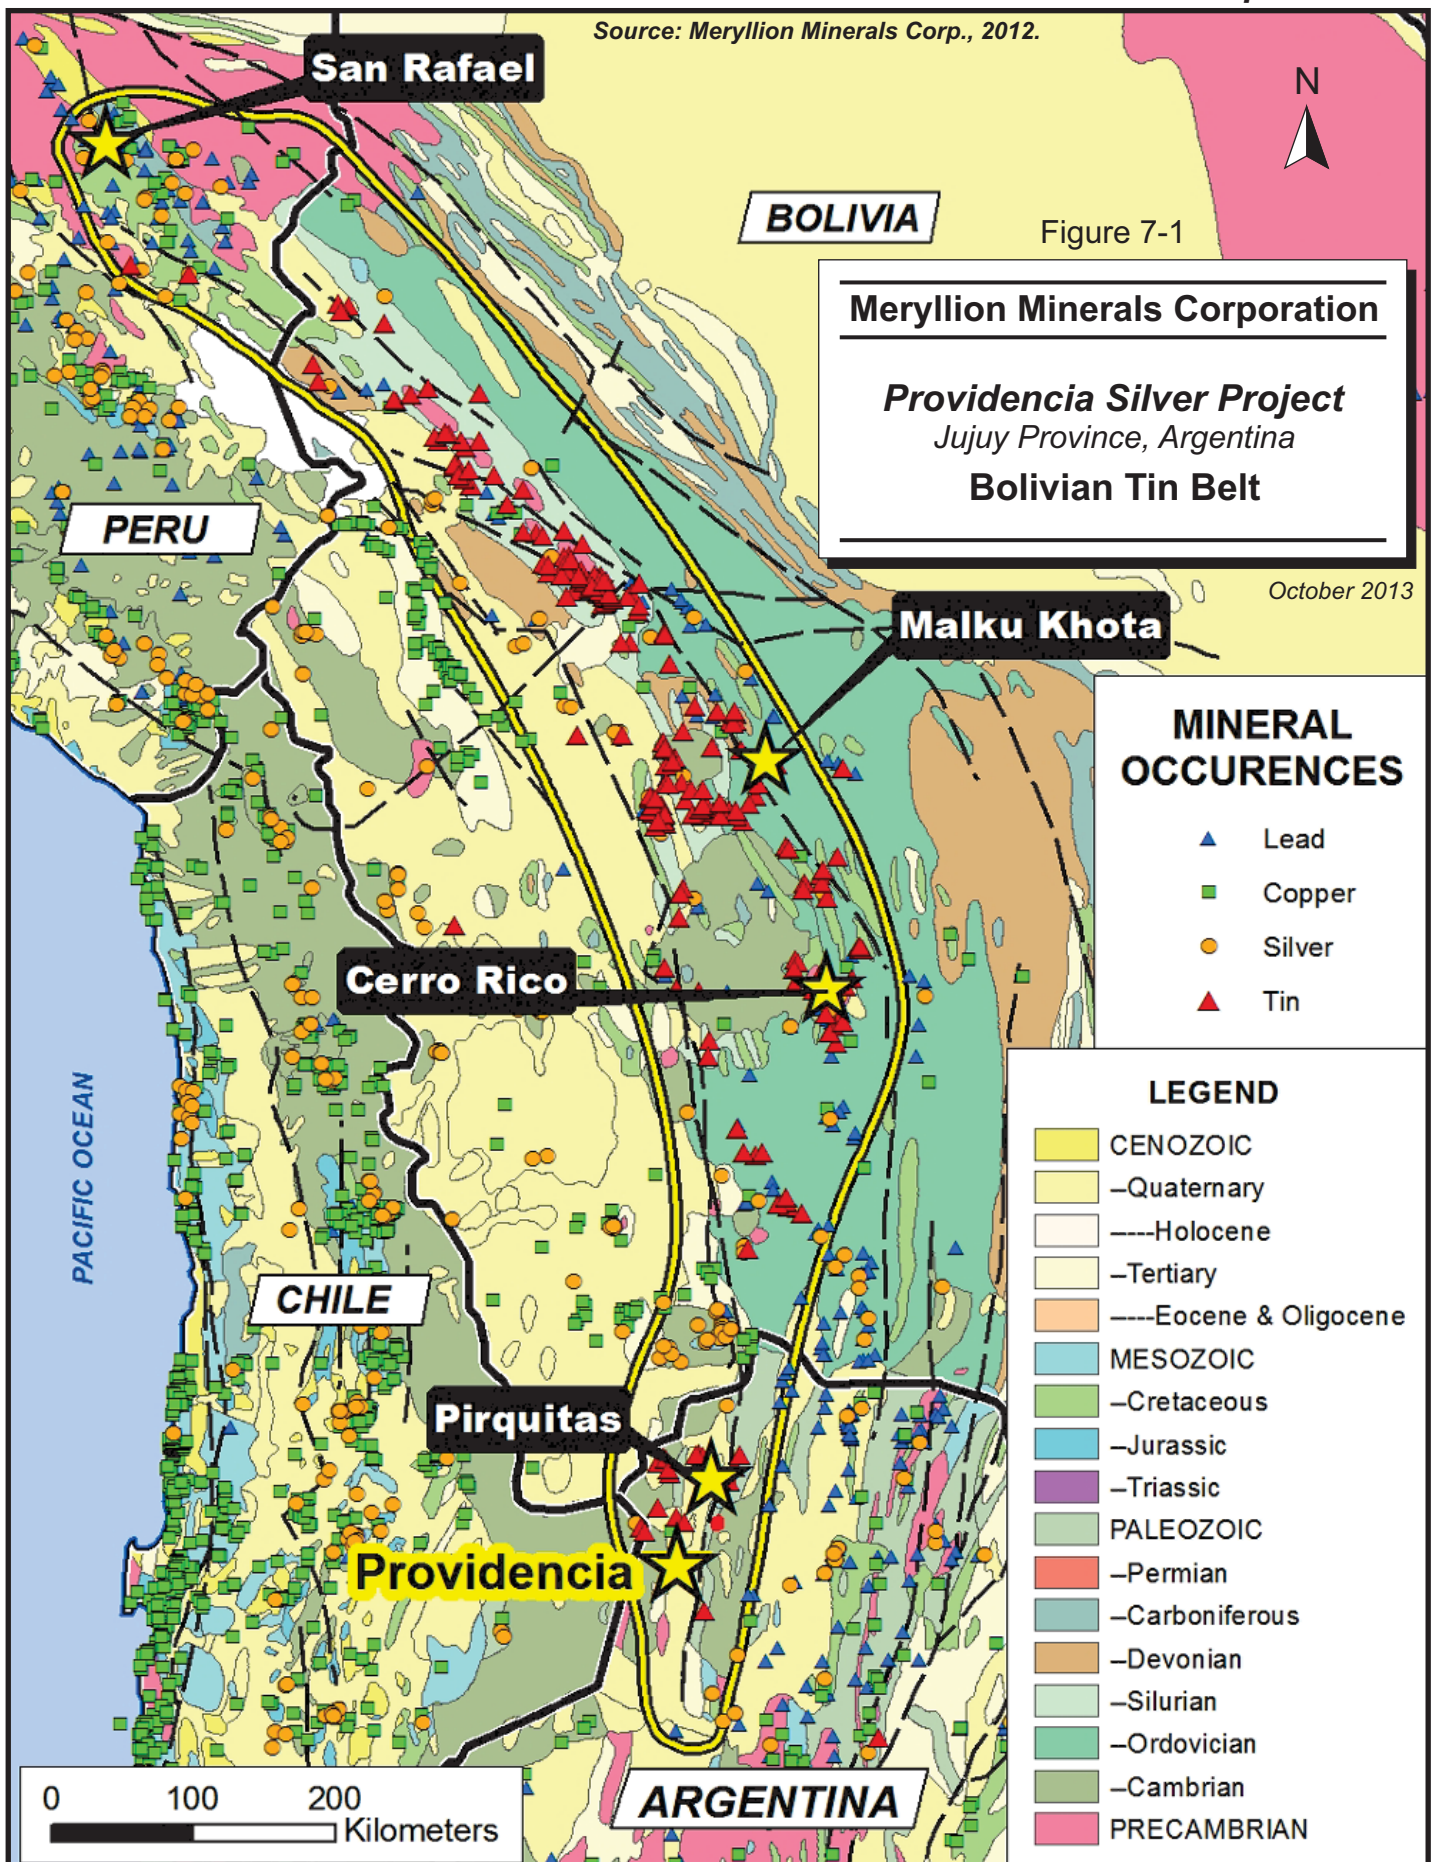 Source: Meryllion Minerals Corp., 2012.
San Rafael
N
BOLIVIA
Figure 7-1
Meryllion Minerals Corporation
Providencia Silver Project
Jujuy Province, Argentina
Bolivian Tin Belt
PERU
October 2013
Malku Khota
MINERAL
OCCURENCES
Lead
Copper
Silver
Tin
Cerro Rico
PACIFIC OCEAN
CHILE
Pirquitas
Providencia
LEGEND
CENOZOIC
–Quaternary
----Holocene
–Tertiary
----Eocene & Oligocene
MESOZOIC
–Cretaceous
–Jurassic
–Triassic
PALEOZOIC
–Permian
–Carboniferous
–Devonian
–Silurian
–Ordovician
–Cambrian
PRECAMBRIAN
ARGENTINA
0 100 200
Kilometers